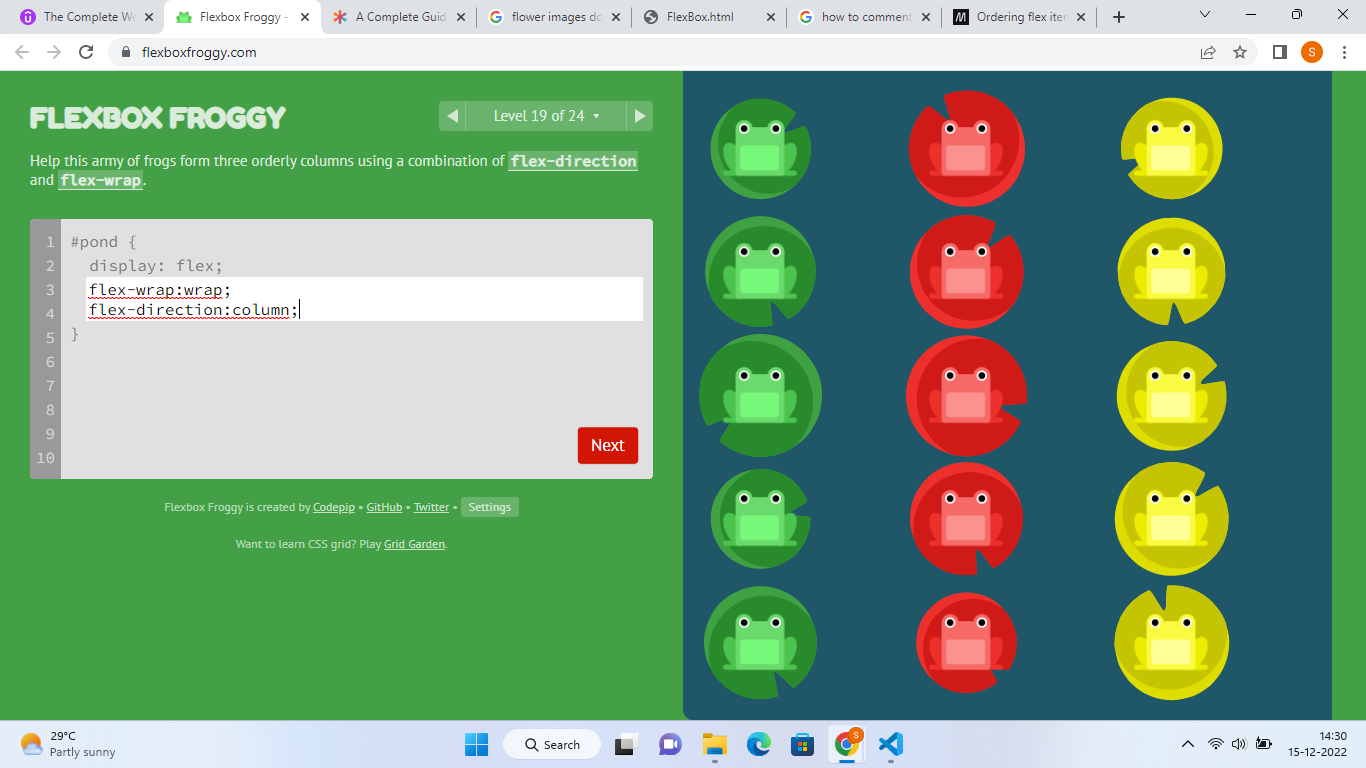 The Complete We
Flexbox Froggy -
A Complete Guid
flower images do
FlexBox.html
how to comment
Ordering flex iter
flexboxfroggy.com
S
FLEXBOX FROGGY
Level 19 of 24
Help this army of frogs form three orderly columns using a combination of flex-direction
and flex-wrap.
1 #pond {
2 display: flex;
3 flex-wrap:wrap;
4 flex-direction:column;
5 }
6
7
8
9
10
Next
Flexbox Froggy is created by Codepip • GitHub • Twitter • Settings
Want to learn CSS grid? Play Grid Garden.
29°C
Partly sunny
Search
S
14:30
15-12-2022